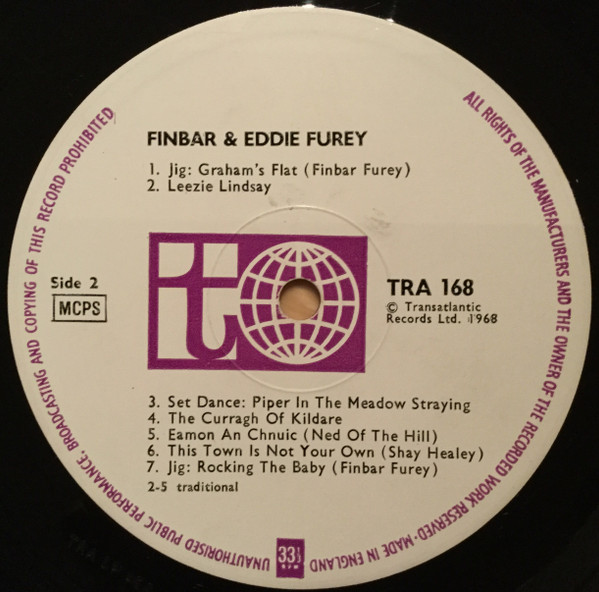 FINBAR & EDDIE FUREY
1. Jig: Graham's Flat (Finbar Furey)
2. Leezie Lindsay
Side 2
MCPS
it
TRA 168
© Transatlantic
Records Ltd. 1968
3. Set Dance: Piper In The Meadow Straying
4. The Curragh Of Kildare
5. Eamon An Chnuic (Ned Of The Hill)
6. This Town Is Not Your Own (Shay Healey)
7. Jig: Rocking The Baby (Finbar Furey)
2-5 traditional
33⅓
RPM
ALL RIGHTS OF THE MANUFACTURERS AND THE OWNER OF THE RECORDED WORK RESERVED · MADE IN ENGLAND
UNAUTHORISED PUBLIC PERFORMANCE, BROADCASTING AND COPYING OF THIS RECORD PROHIBITED